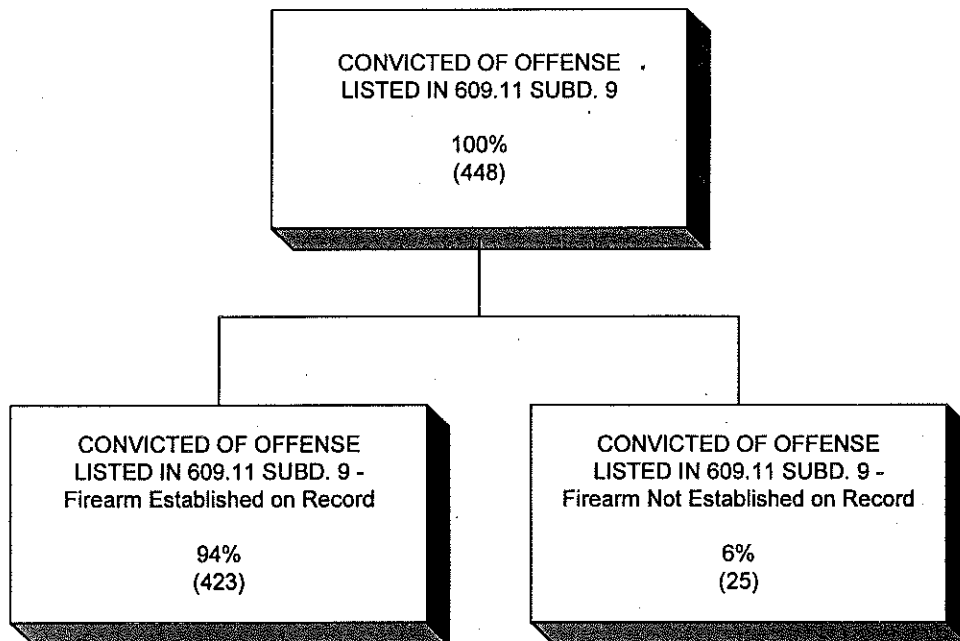 CONVICTED OF OFFENSE
LISTED IN 609.11 SUBD. 9
100%
(448)
CONVICTED OF OFFENSE
LISTED IN 609.11 SUBD. 9 -
Firearm Established on Record
94%
(423)
CONVICTED OF OFFENSE
LISTED IN 609.11 SUBD. 9 -
Firearm Not Established on Record
6%
(25)